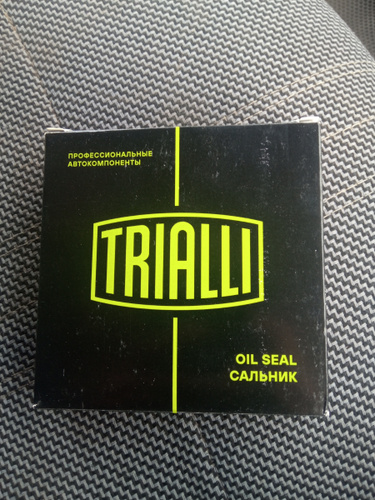 ПРОФЕССИОНАЛЬНЫЕ
АВТОКОМПОНЕНТЫ
TRIALLI
OIL SEAL
САЛЬНИК